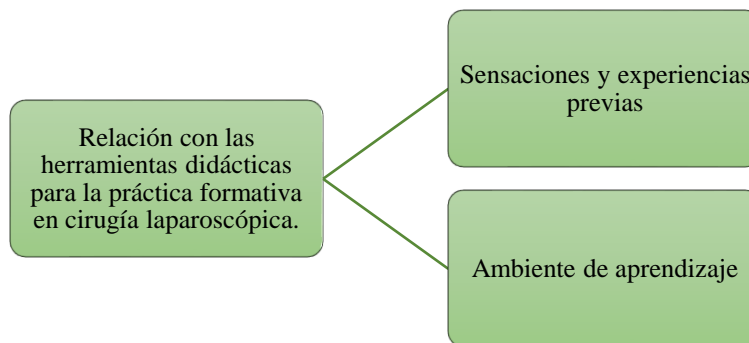 Relación con las
herramientas didácticas
para la práctica formativa
en cirugía laparoscópica.
Sensaciones y experiencias
previas
Ambiente de aprendizaje